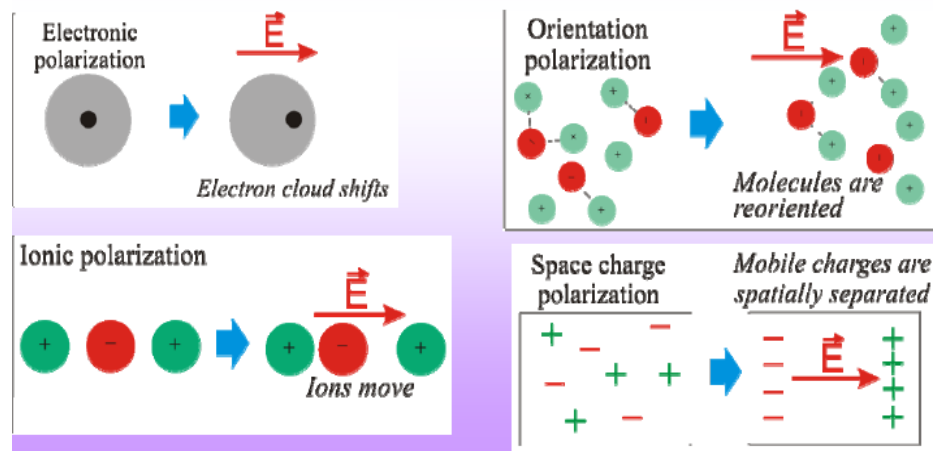 Electronic
polarization
E
Electron cloud shifts
Orientation
polarization
E
Molecules are
reoriented
Ionic polarization
E
+ − + + − +
Ions move
Space charge
polarization
Mobile charges are
spatially separated
E